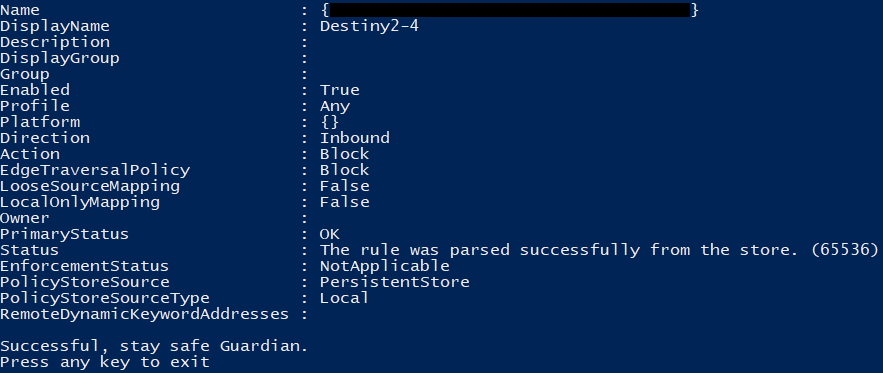 Name : { }
DisplayName : Destiny2-4
Description :
DisplayGroup :
Group :
Enabled : True
Profile : Any
Platform : {}
Direction : Inbound
Action : Block
EdgeTraversalPolicy : Block
LooseSourceMapping : False
LocalOnlyMapping : False
Owner :
PrimaryStatus : OK
Status : The rule was parsed successfully from the store. (65536)
EnforcementStatus : NotApplicable
PolicyStoreSource : PersistentStore
PolicyStoreSourceType : Local
RemoteDynamicKeywordAddresses :
Successful, stay safe Guardian.
Press any key to exit